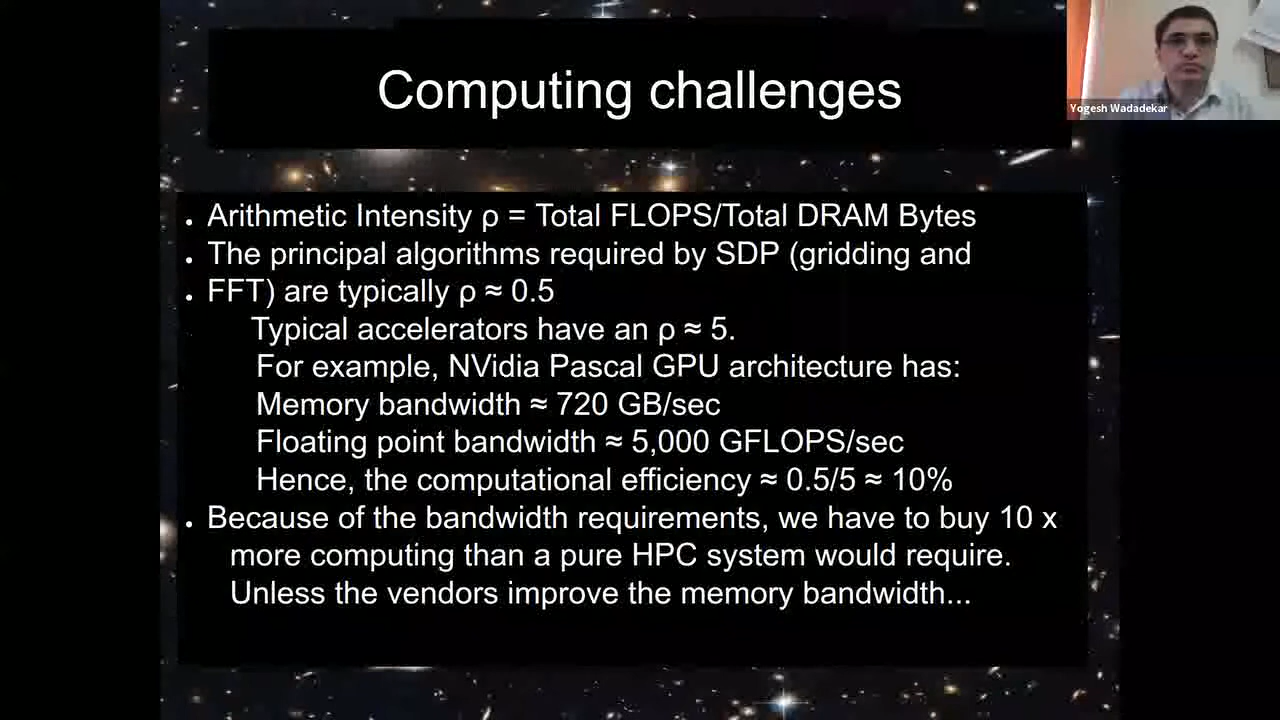 Computing challenges
Yogesh Wadadekar
• Arithmetic Intensity ρ = Total FLOPS/Total DRAM Bytes
• The principal algorithms required by SDP (gridding and
• FFT) are typically ρ ≈ 0.5
Typical accelerators have an ρ ≈ 5.
For example, NVidia Pascal GPU architecture has:
Memory bandwidth ≈ 720 GB/sec
Floating point bandwidth ≈ 5,000 GFLOPS/sec
Hence, the computational efficiency ≈ 0.5/5 ≈ 10%
• Because of the bandwidth requirements, we have to buy 10 x
more computing than a pure HPC system would require.
Unless the vendors improve the memory bandwidth...